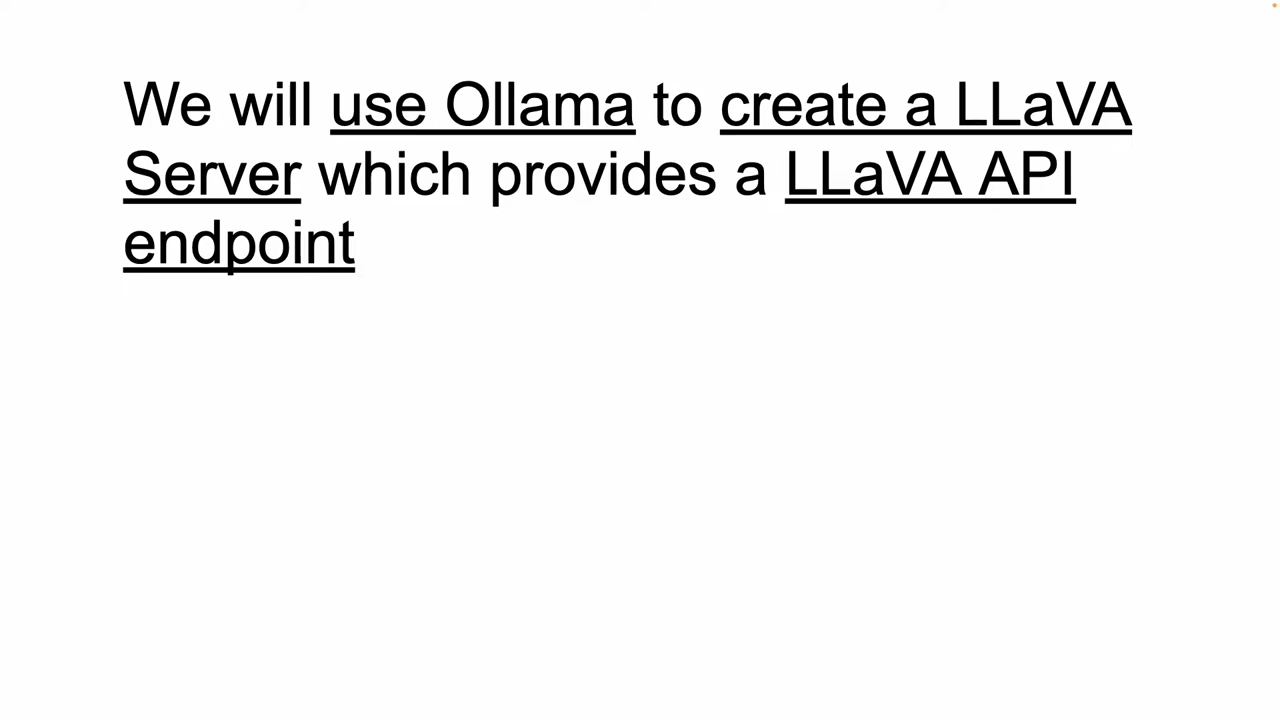 We will use Ollama to create a LLaVA
Server which provides a LLaVA API
endpoint